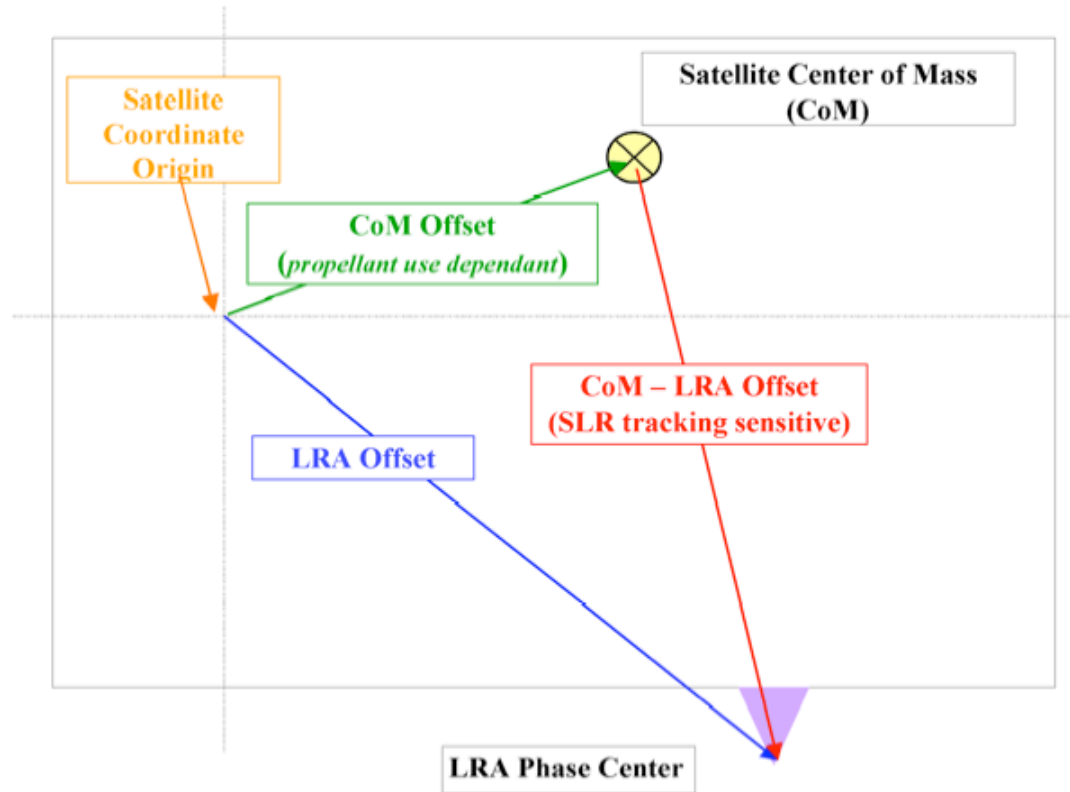 Satellite Center of Mass
(CoM)
Satellite
Coordinate
Origin
CoM Offset
(propellant use dependant)
CoM – LRA Offset
(SLR tracking sensitive)
LRA Offset
LRA Phase Center